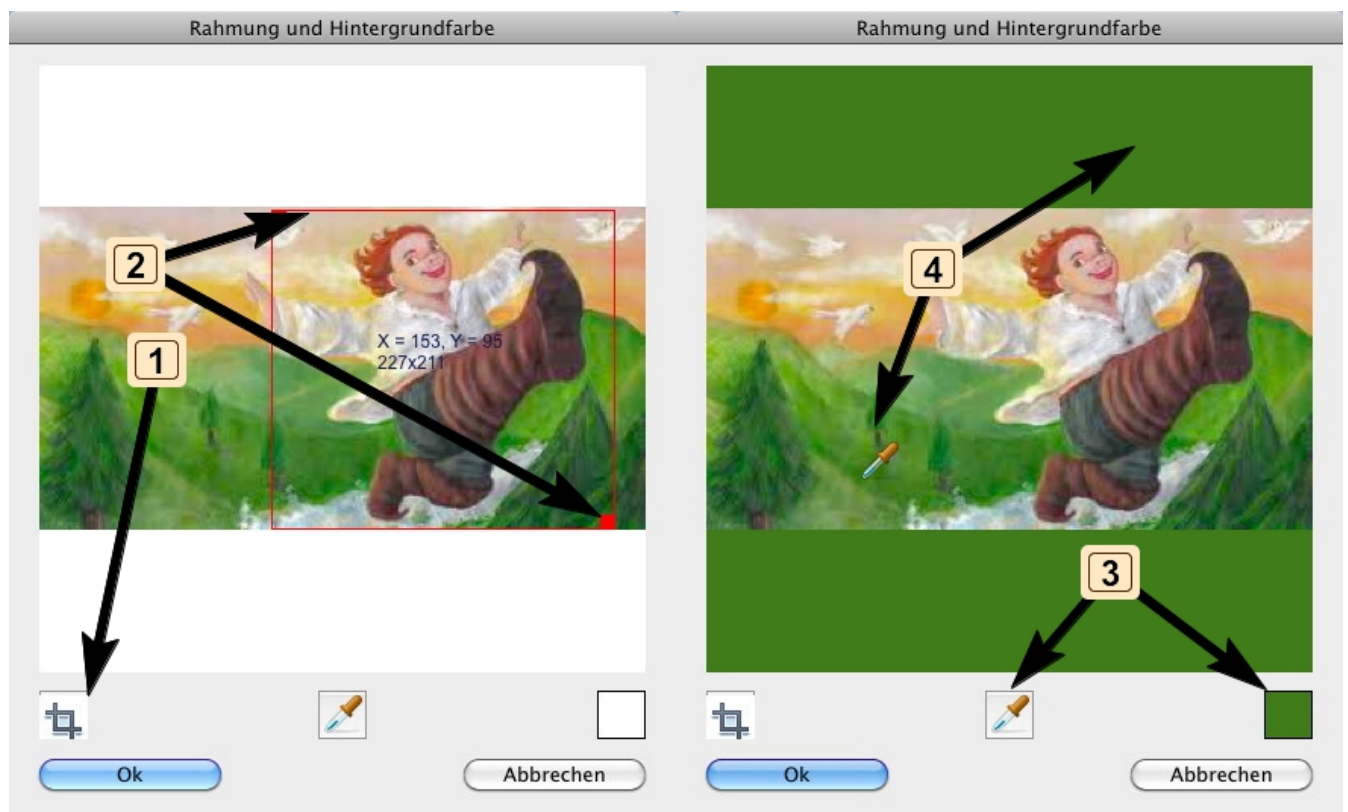 Rahmung und Hintergrundfarbe
2
1
X = 153, Y = 95
227x211
Ok
Abbrechen
Rahmung und Hintergrundfarbe
4
3
Ok
Abbrechen